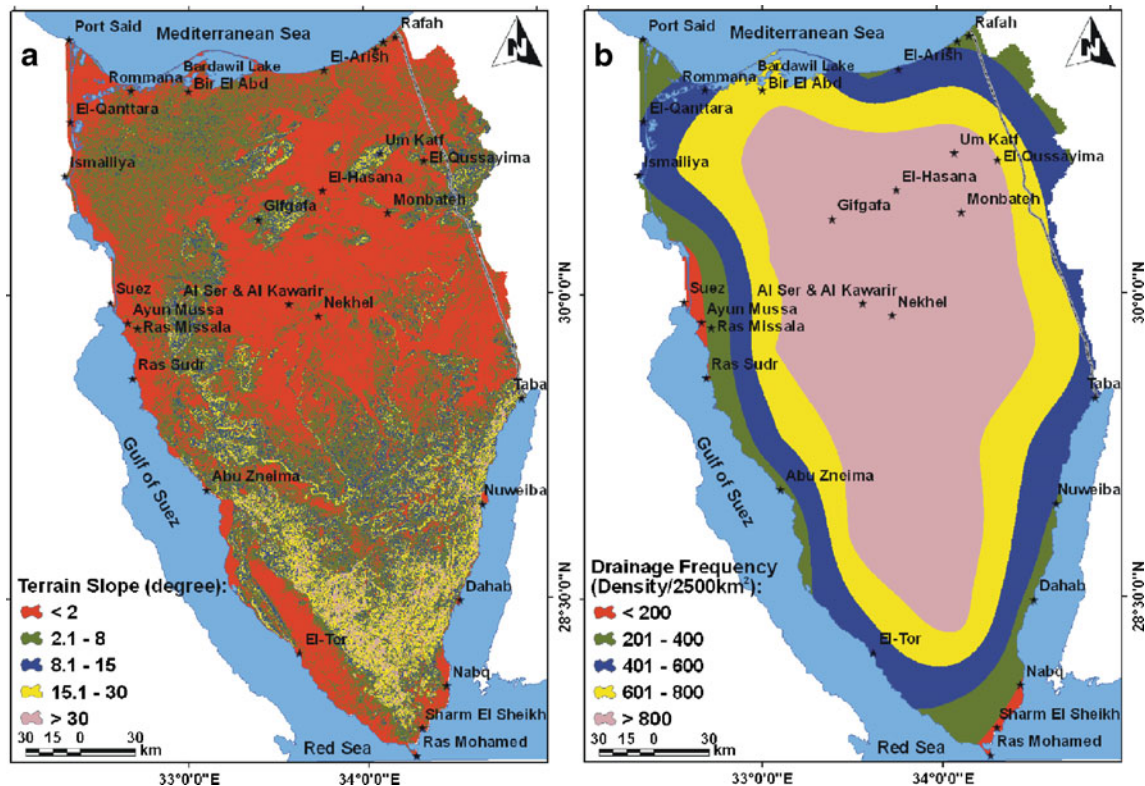 a
N
Port Said
Mediterranean Sea
Rafah
Bardawil Lake
El-Arish
Rommana
Bir El Abd
El-Qanttara
Um Katf
El Qussayima
Ismailiya
El-Hasana
Gifgafa
Monbateh
Suez
Al Ser & Al Kawarir
Nekhel
Ayun Mussa
Ras Missala
Ras Sudr
Taba
Gulf of Suez
Abu Zneima
Nuweiba
Dahab
El-Tor
Nabq
Sharm El Sheikh
Red Sea
Ras Mohamed
Terrain Slope (degree):
< 2
2.1 - 8
8.1 - 15
15.1 - 30
> 30
30 15 0 30
km
33°0'0"E
34°0'0"E
30°0'0"N
28°30'0"N
b
N
Port Said
Mediterranean Sea
Rafah
Bardawil Lake
El-Arish
Rommana
Bir El Abd
El-Qanttara
Um Katf
El Qussayima
Ismailiya
El-Hasana
Gifgafa
Monbateh
Suez
Al Ser & Al Kawarir
Nekhel
Ayun Mussa
Ras Missala
Ras Sudr
Taba
Gulf of Suez
Abu Zneima
Nuweiba
Dahab
El-Tor
Nabq
Sharm El Sheikh
Red Sea
Ras Mohamed
Drainage Frequency
(Density/2500km²):
< 200
201 - 400
401 - 600
601 - 800
> 800
30 15 0 30
km
33°0'0"E
34°0'0"E
30°0'0"N
28°30'0"N